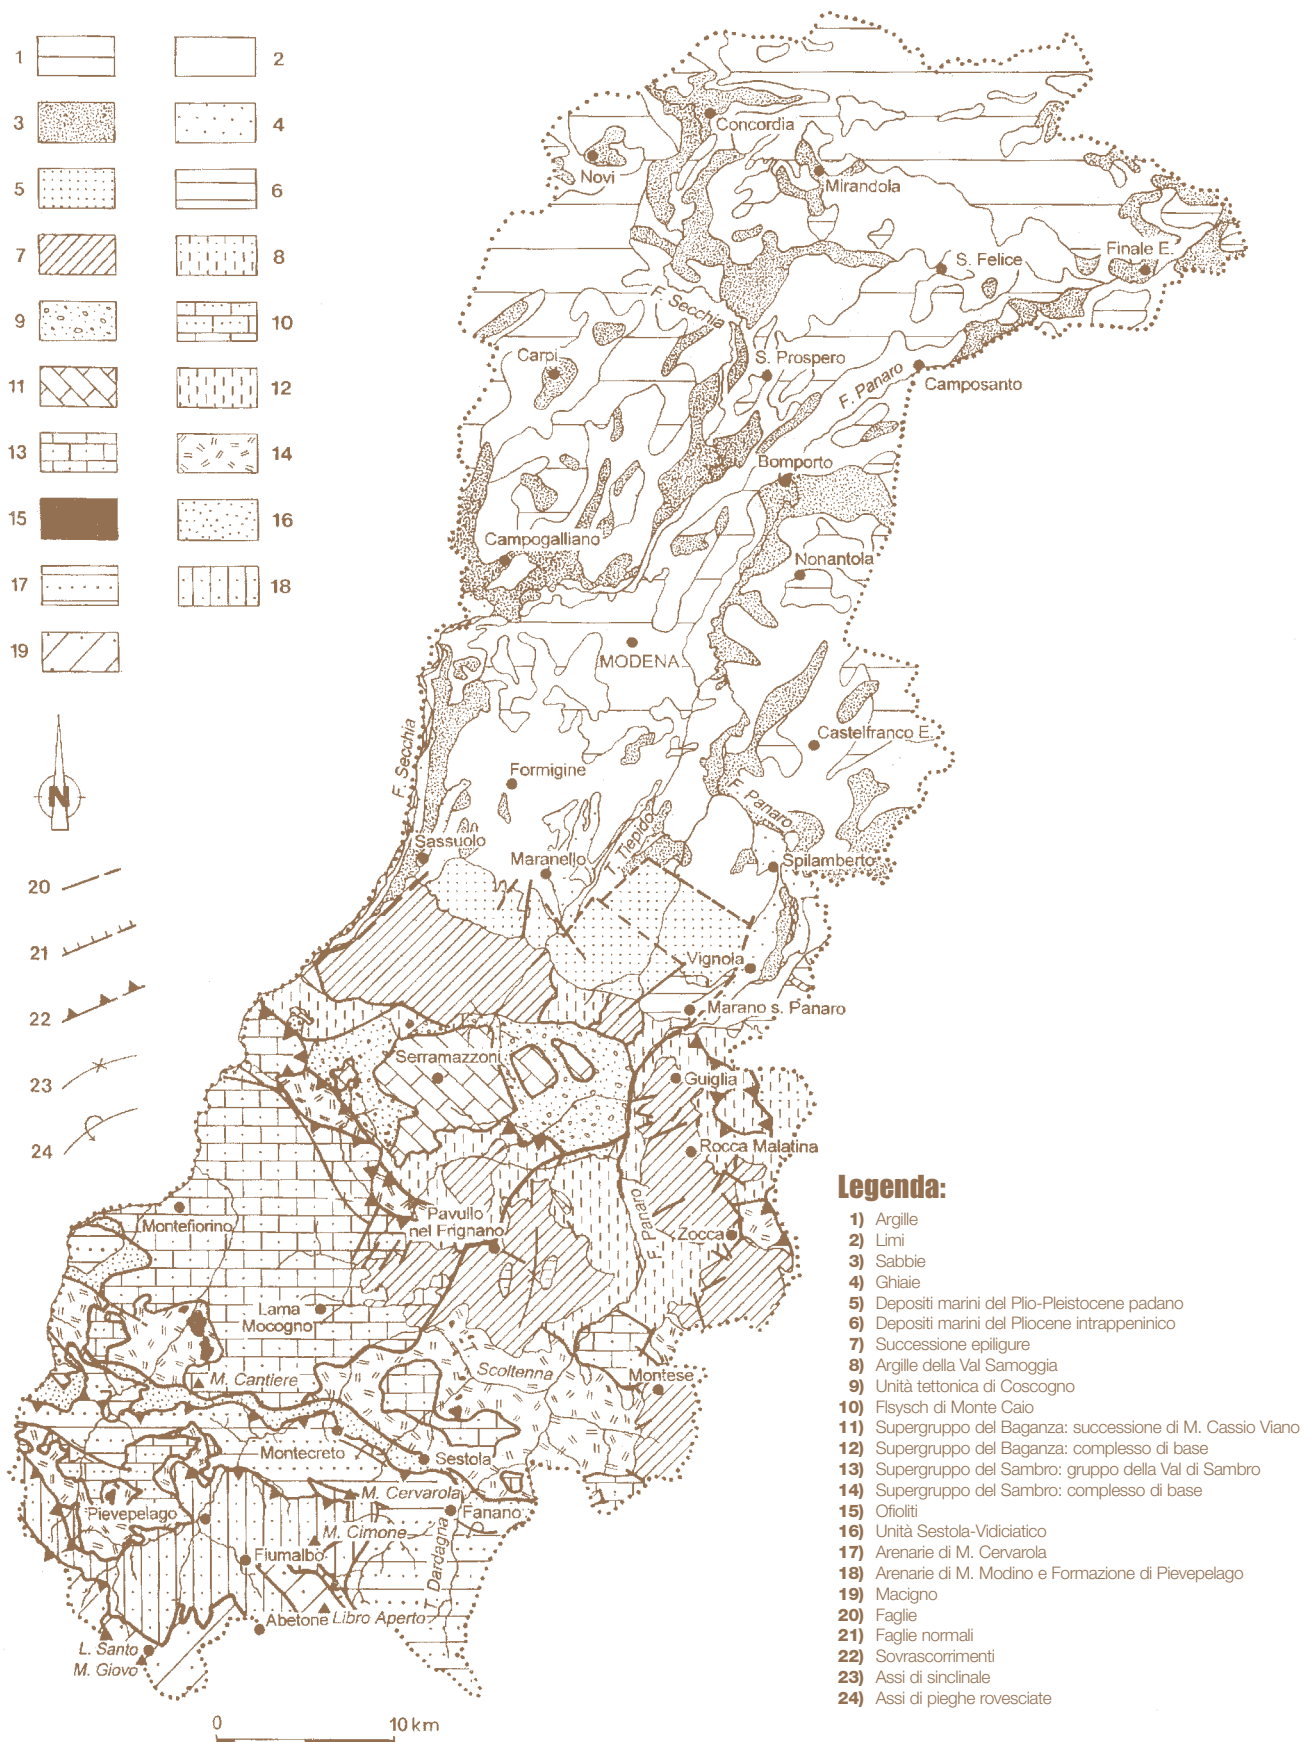 1 2
3 4
5 6
7 8
9 10
11 12
13 14
15 16
17 18
19
N
20
21
22
23
24
Concordia
Novi
Mirandola
S. Felice
Finale E.
F. Secchia
Carpi
S. Prospero
F. Panaro
Camposanto
Bomporto
Campogalliano
Nonantola
MODENA
F. Secchia
Castelfranco E.
Formigine
F. Panaro
Sassuolo
Maranello
T. Tiepido
Spilamberto
Vignola
Marano s. Panaro
Serramazzoni
Guiglia
Rocca Malatina
F. Panaro
Montefiorino
Pavullo
nel Frignano
Zocca
Lama
Mocogno
T.
Scoltenna
M. Cantiere
Montese
Montecreto
Sestola
M. Cervarola
Pievepelago
Fanano
M. Cimone
Fiumalbo
T. Dardagna
Abetone
Libro Aperto
L. Santo
M. Giovo
0 10 km
Legenda:
1) Argille
2) Limi
3) Sabbie
4) Ghiaie
5) Depositi marini del Plio-Pleistocene padano
6) Depositi marini del Pliocene intrappeninico
7) Successione epiligure
8) Argille della Val Samoggia
9) Unità tettonica di Coscogno
10) Flsysch di Monte Caio
11) Supergruppo del Baganza: successione di M. Cassio Viano
12) Supergruppo del Baganza: complesso di base
13) Supergruppo del Sambro: gruppo della Val di Sambro
14) Supergruppo del Sambro: complesso di base
15) Ofioliti
16) Unità Sestola-Vidiciatico
17) Arenarie di M. Cervarola
18) Arenarie di M. Modino e Formazione di Pievepelago
19) Macigno
20) Faglie
21) Faglie normali
22) Sovrascorrimenti
23) Assi di sinclinale
24) Assi di pieghe rovesciate